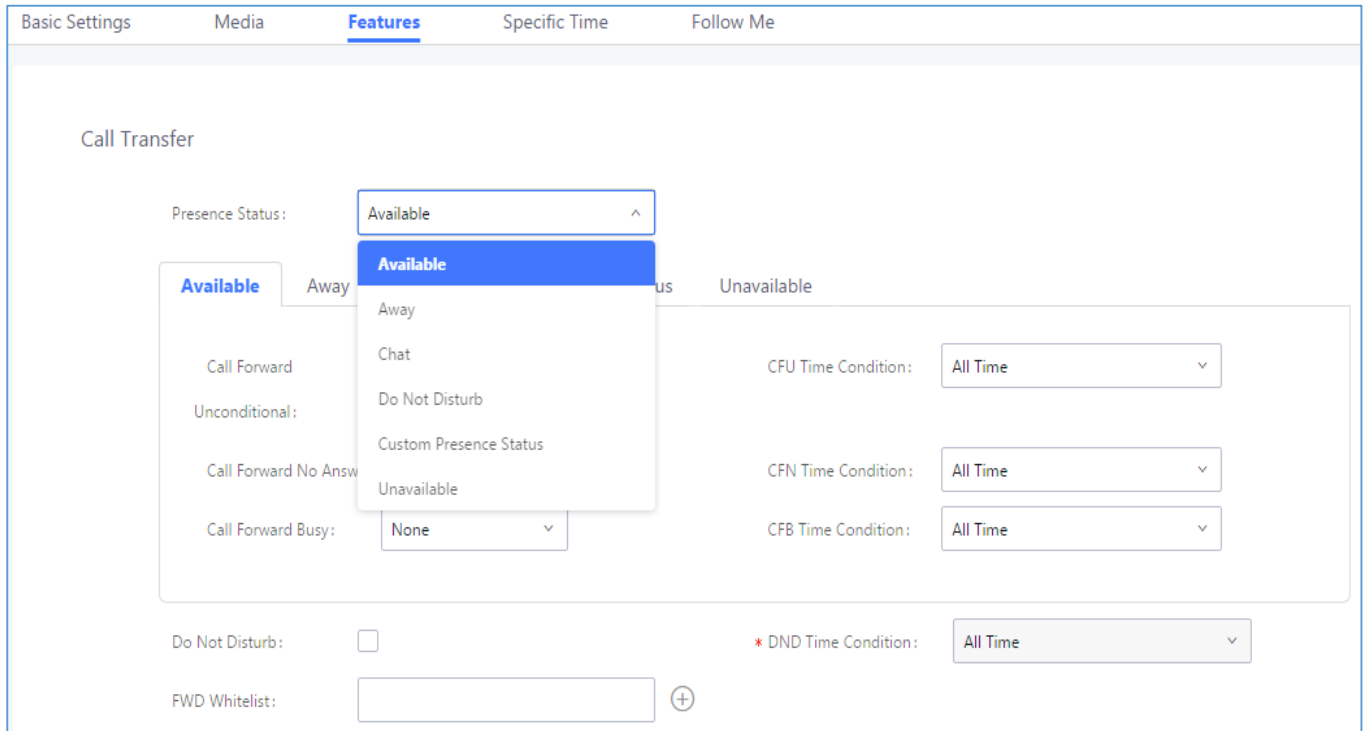 Basic Settings Media Features Specific Time Follow Me
Call Transfer
Presence Status: Available
Available
Available Away us Unavailable
Away
Chat
Call Forward CFU Time Condition: All Time
Do Not Disturb
Unconditional:
Custom Presence Status
Call Forward No Answ CFN Time Condition: All Time
Unavailable
Call Forward Busy: None CFB Time Condition: All Time
Do Not Disturb: * DND Time Condition: All Time
FWD Whitelist: